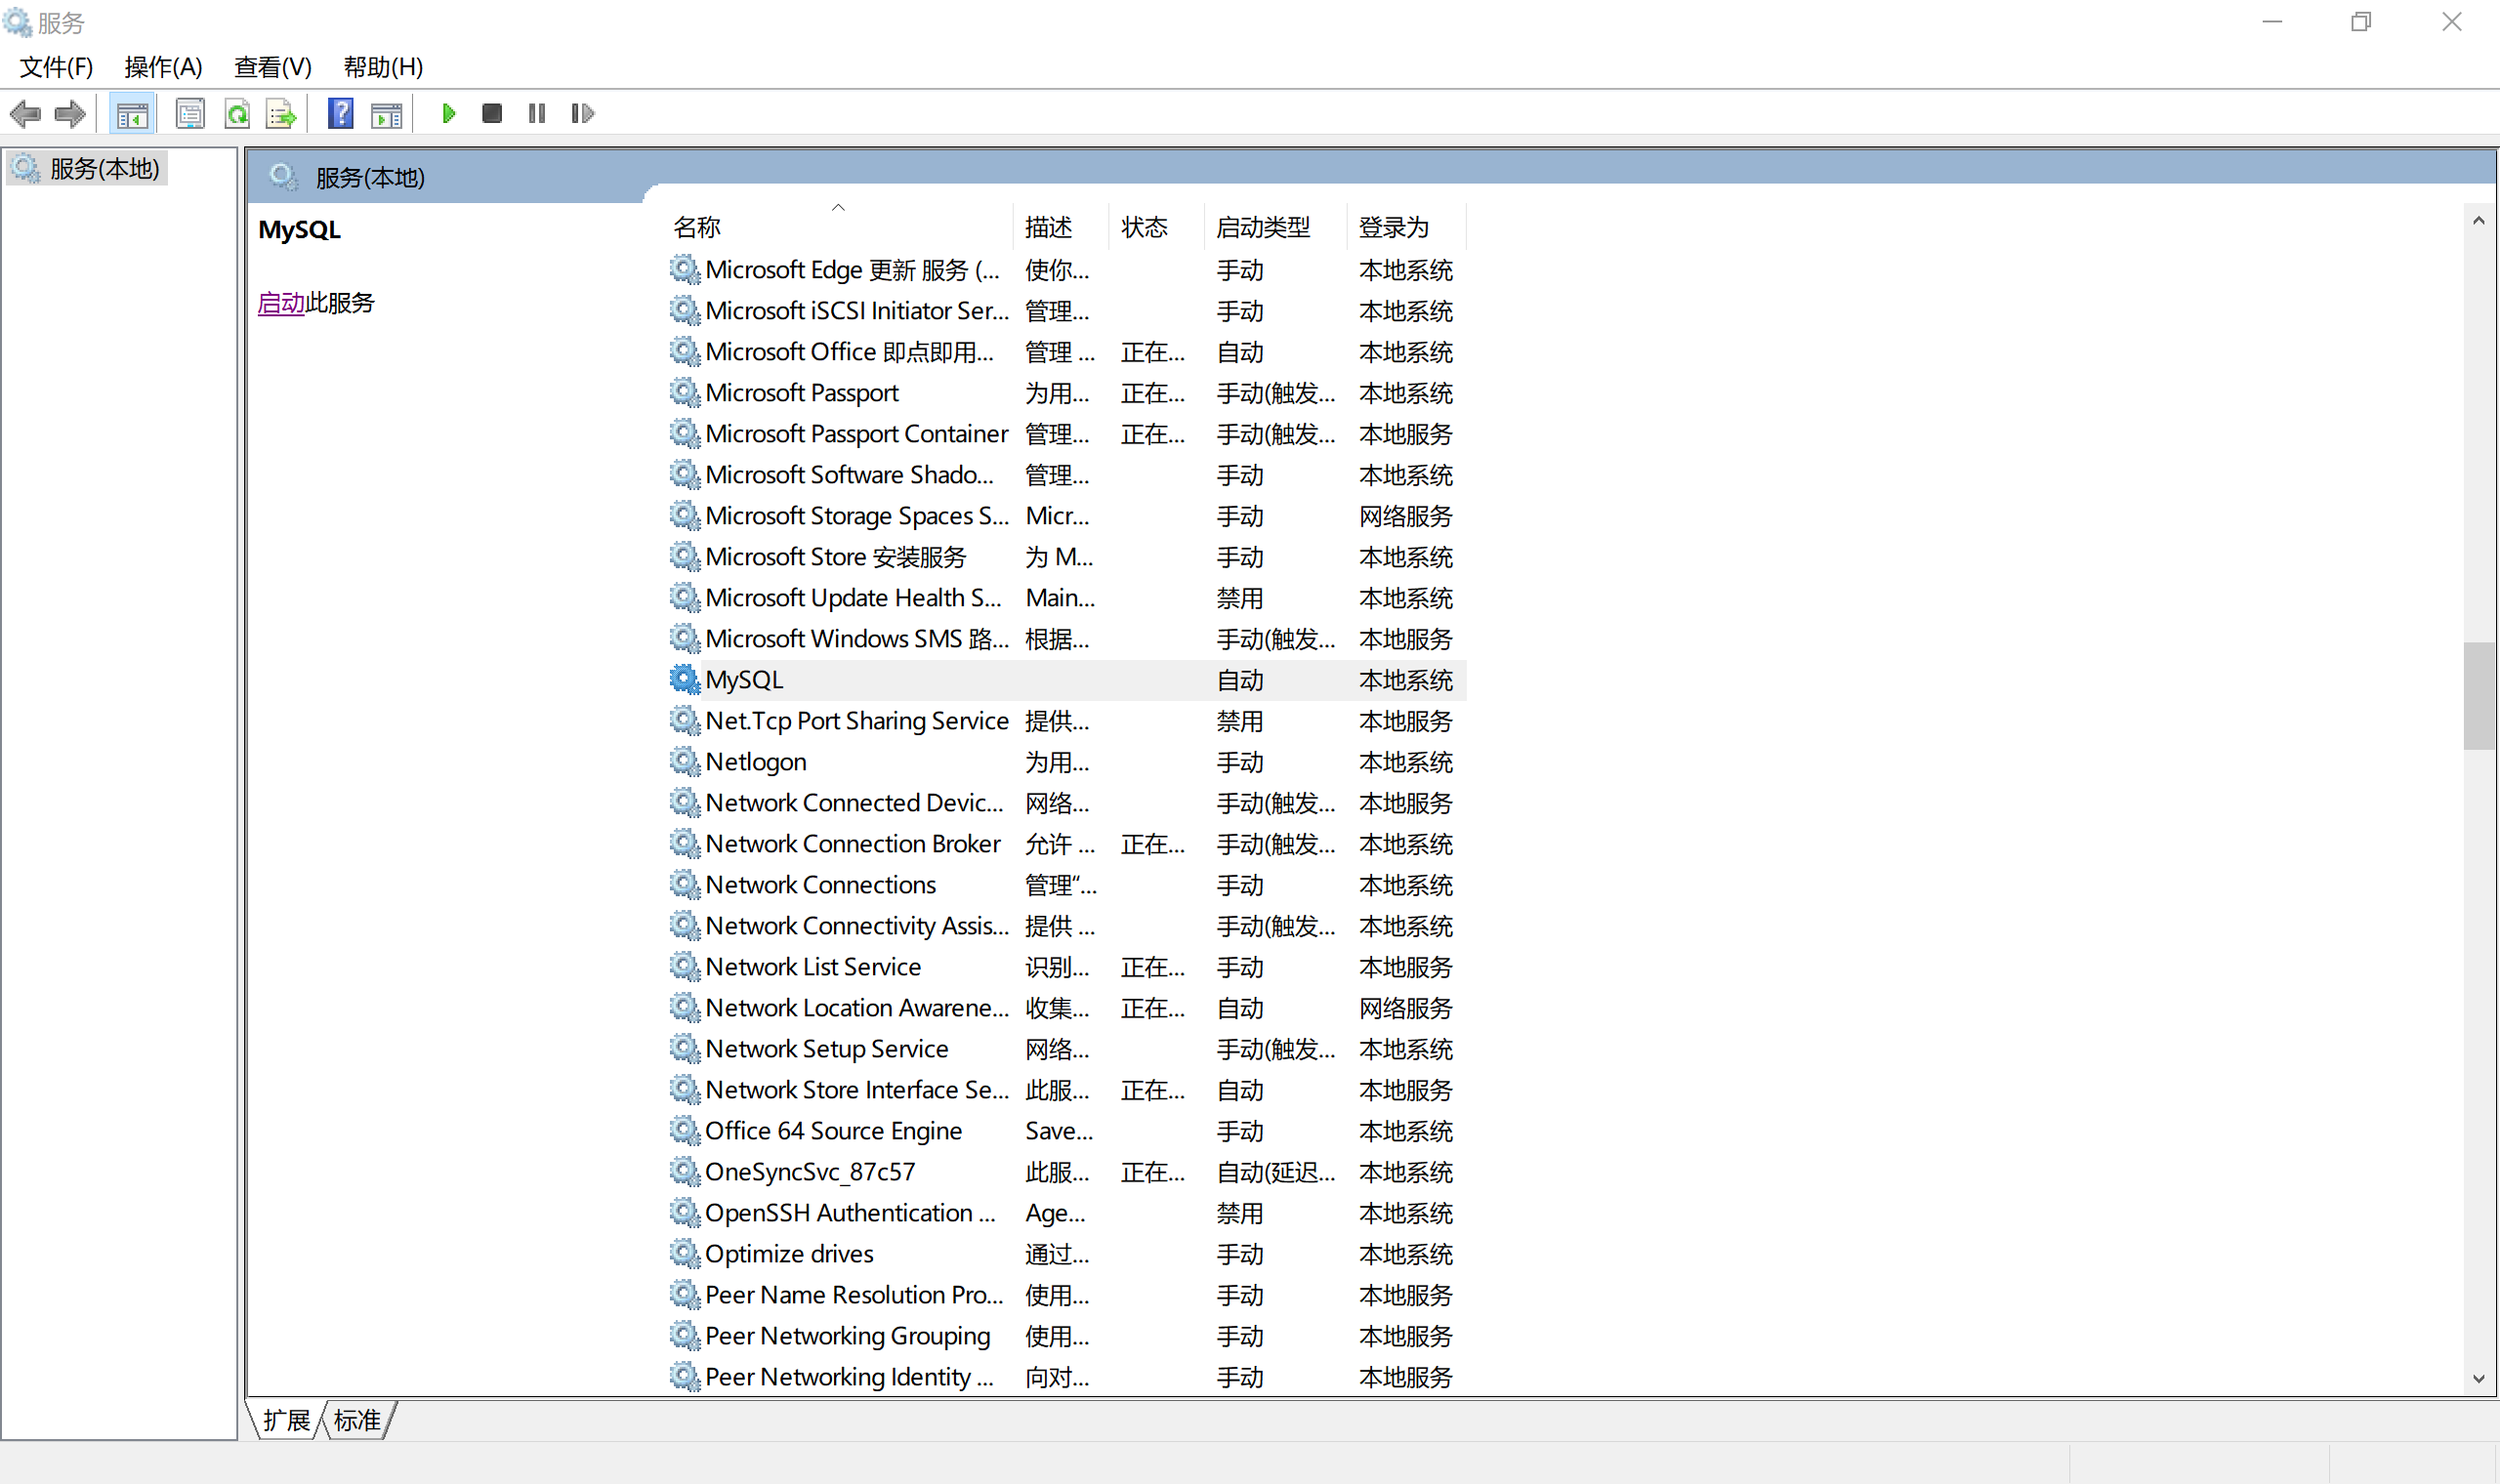 服务
文件(F) 操作(A) 查看(V) 帮助(H)
服务(本地)
服务(本地)
MySQL
启动此服务
名称 描述 状态 启动类型 登录为
Microsoft Edge 更新 服务 (... 使你... 手动 本地系统
Microsoft iSCSI Initiator Ser... 管理... 手动 本地系统
Microsoft Office 即点即用... 管理 ... 正在... 自动 本地系统
Microsoft Passport 为用... 正在... 手动(触发... 本地系统
Microsoft Passport Container 管理... 正在... 手动(触发... 本地服务
Microsoft Software Shado... 管理... 手动 本地系统
Microsoft Storage Spaces S... Micr... 手动 网络服务
Microsoft Store 安装服务 为 M... 手动 本地系统
Microsoft Update Health S... Main... 禁用 本地系统
Microsoft Windows SMS 路... 根据... 手动(触发... 本地服务
MySQL 自动 本地系统
Net.Tcp Port Sharing Service 提供... 禁用 本地服务
Netlogon 为用... 手动 本地系统
Network Connected Devic... 网络... 手动(触发... 本地服务
Network Connection Broker 允许 ... 正在... 手动(触发... 本地系统
Network Connections 管理“... 手动 本地系统
Network Connectivity Assis... 提供 ... 手动(触发... 本地系统
Network List Service 识别... 正在... 手动 本地服务
Network Location Awarene... 收集... 正在... 自动 网络服务
Network Setup Service 网络... 手动(触发... 本地系统
Network Store Interface Se... 此服... 正在... 自动 本地服务
Office 64 Source Engine Save... 手动 本地系统
OneSyncSvc_87c57 此服... 正在... 自动(延迟... 本地系统
OpenSSH Authentication ... Age... 禁用 本地系统
Optimize drives 通过... 手动 本地系统
Peer Name Resolution Pro... 使用... 手动 本地服务
Peer Networking Grouping 使用... 手动 本地服务
Peer Networking Identity ... 向对... 手动 本地服务
扩展 标准